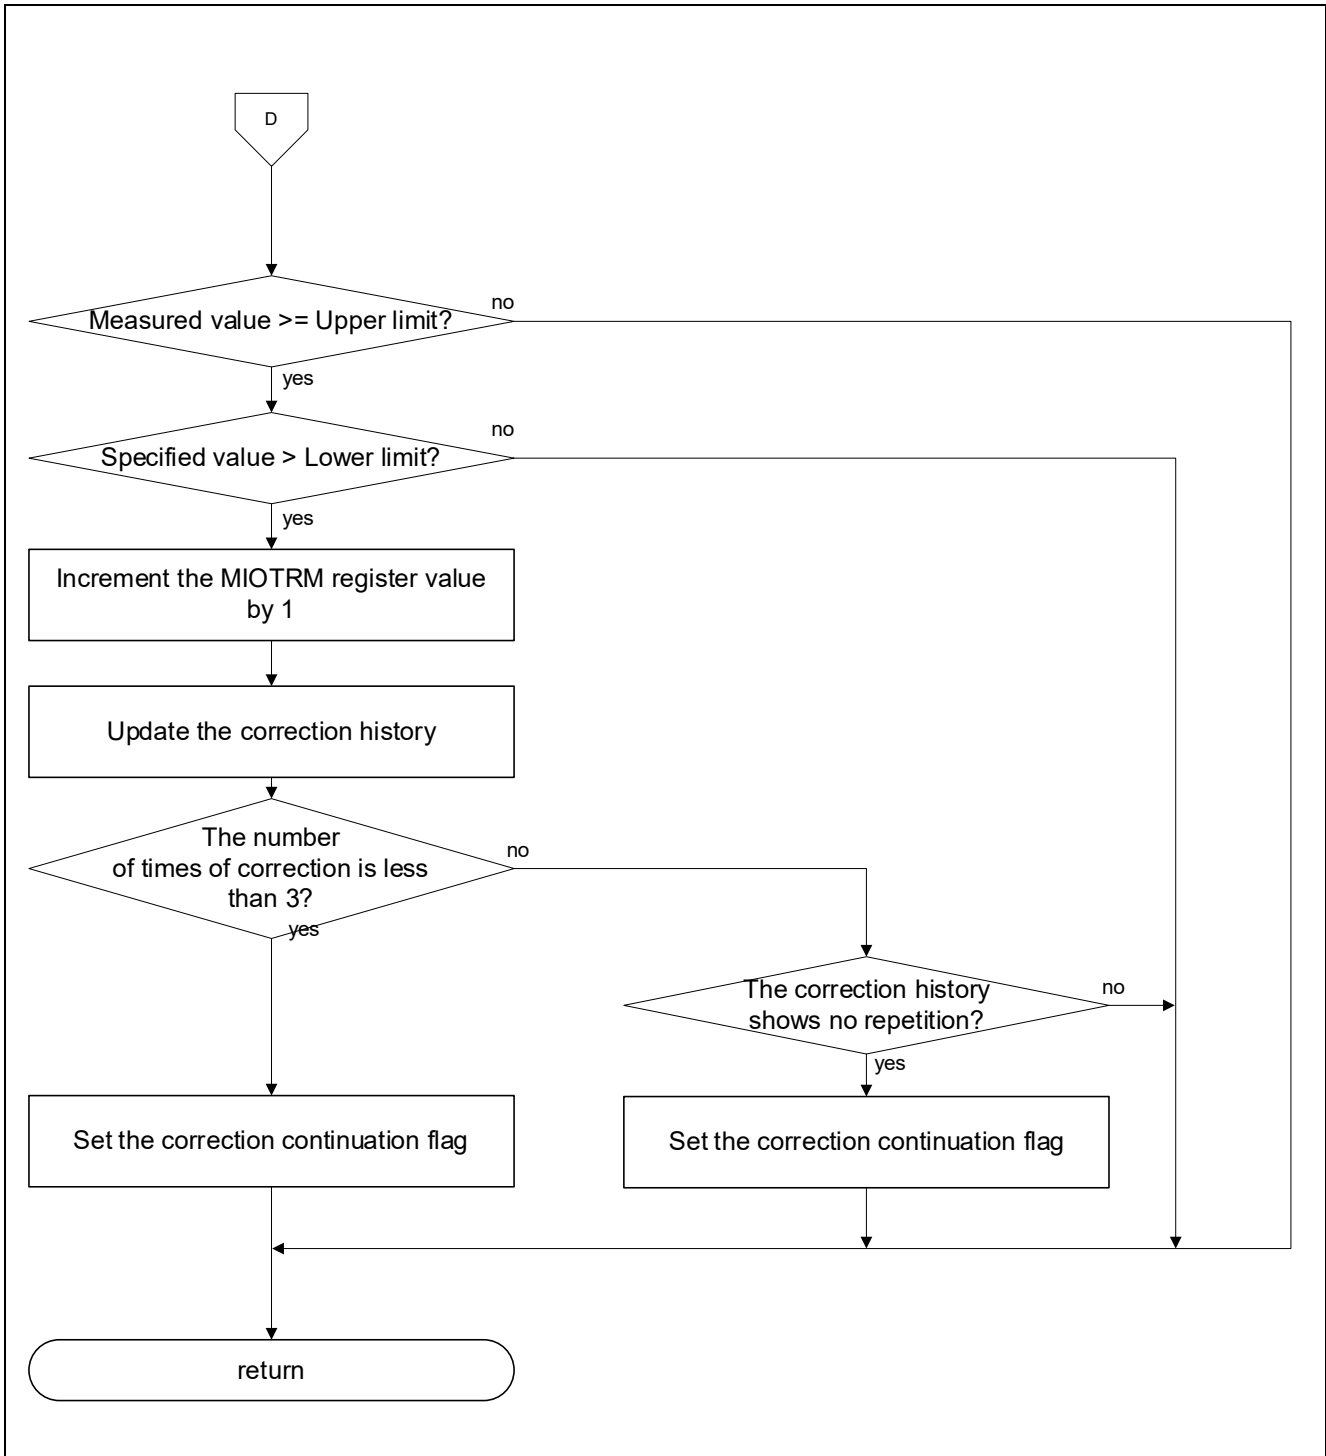 D
Measured value >= Upper limit?
no
yes
Specified value > Lower limit?
no
yes
Increment the MIOTRM register value
by 1
Update the correction history
The number
of times of correction is less
than 3?
no
yes
The correction history
shows no repetition?
no
yes
Set the correction continuation flag
Set the correction continuation flag
return